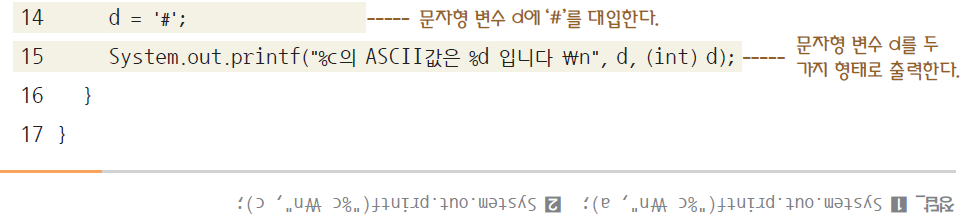 14 d = '#'; ----- 문자형 변수 d에 '#'를 대입한다.
15 System.out.printf("%c의 ASCII값은 %d 입니다 ₩n", d, (int) d); ----- 문자형 변수 d를 두
가지 형태로 출력한다.
16 }
17 }
정답_ 1 System.out.printf("%c ₩n", a); 2 System.out.printf("%c ₩n", c);